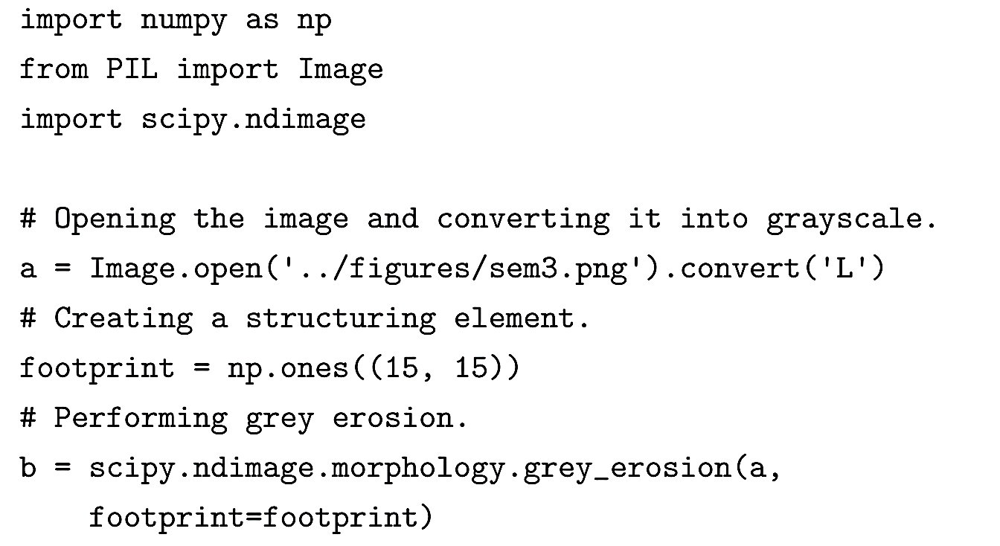 import numpy as np
from PIL import Image
import scipy.ndimage

# Opening the image and converting it into grayscale.
a = Image.open('../figures/sem3.png').convert('L')
# Creating a structuring element.
footprint = np.ones((15, 15))
# Performing grey erosion.
b = scipy.ndimage.morphology.grey_erosion(a,
    footprint=footprint)